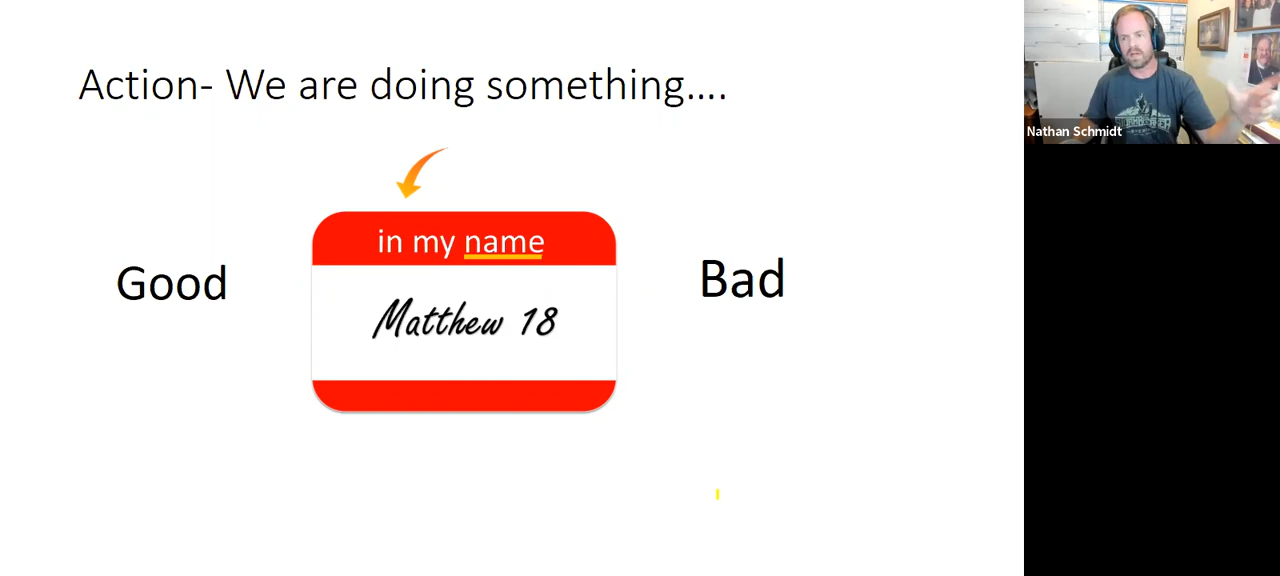 Action- We are doing something....
in my name
Good
Bad
Matthew 18
Nathan Schmidt